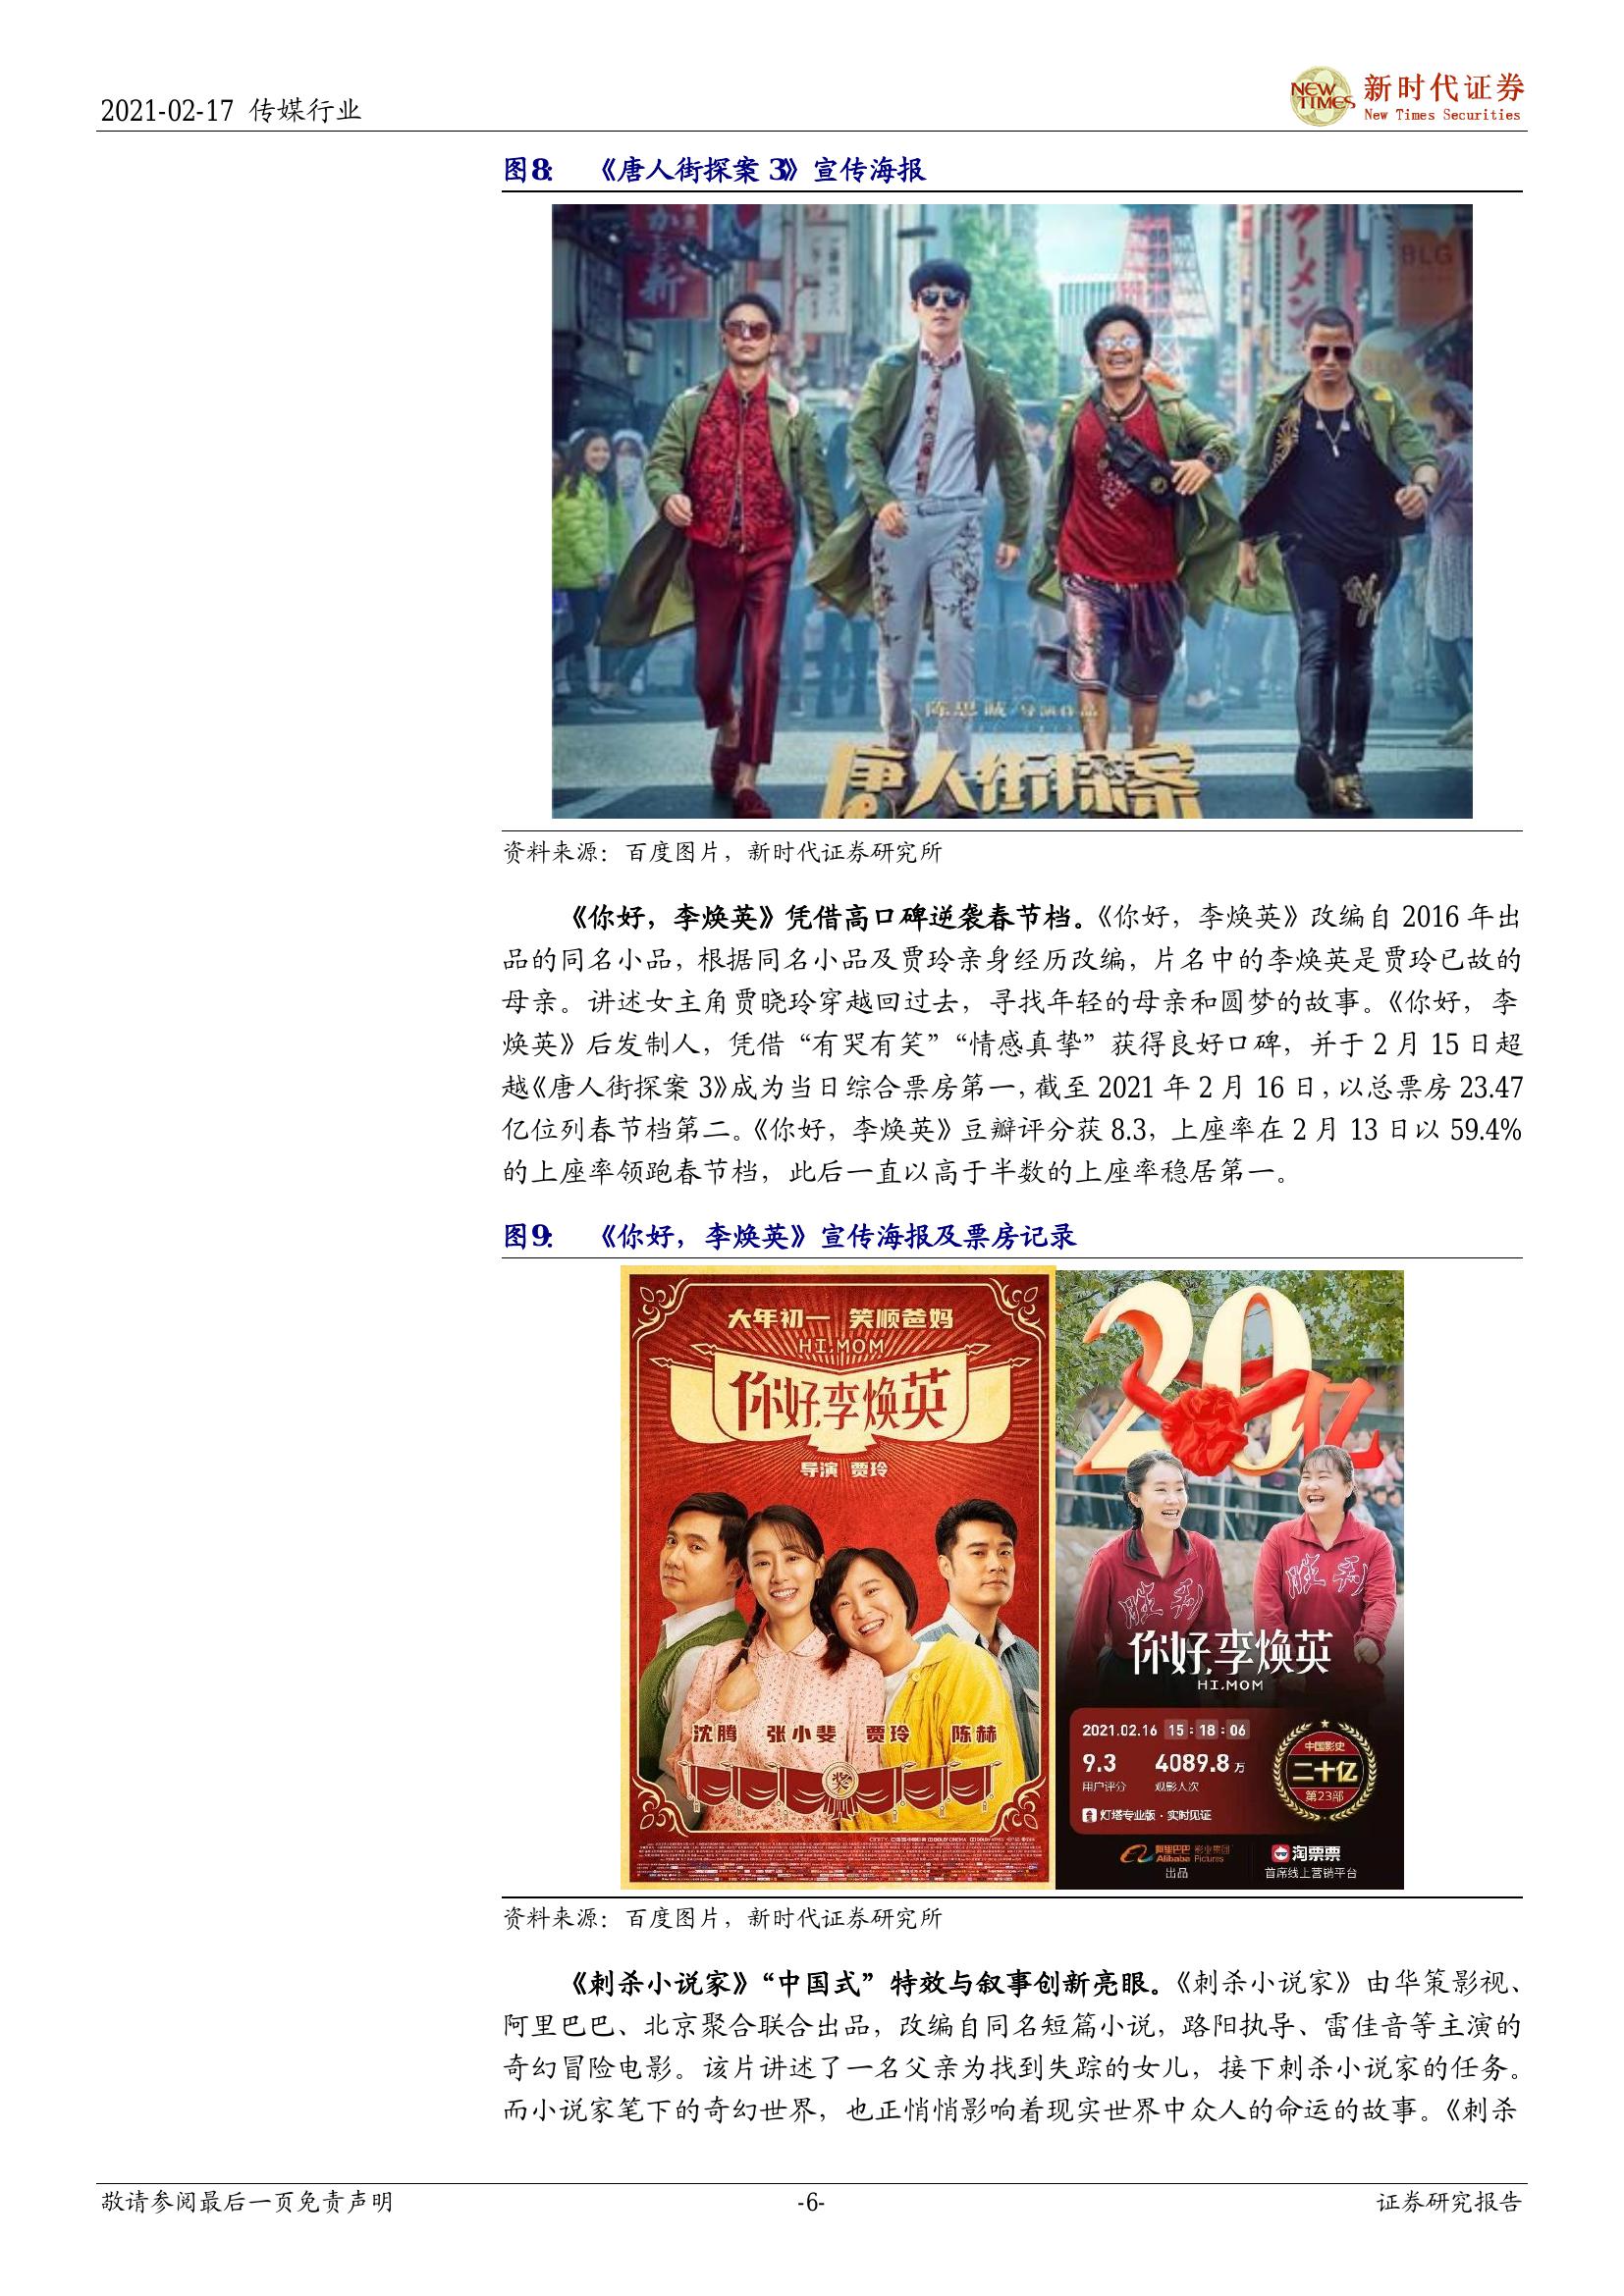 2021-02-17 传媒行业
NEW TIMES
新时代证券
New Times Securities
图8: 《唐人街探案 3》宣传海报
新
ラーメン
BLG
陈思诚 导演作品
唐人街探案
资料来源：百度图片，新时代证券研究所
《你好，李焕英》凭借高口碑逆袭春节档。《你好，李焕英》改编自 2016 年出
品的同名小品，根据同名小品及贾玲亲身经历改编，片名中的李焕英是贾玲已故的
母亲。讲述女主角贾晓玲穿越回过去，寻找年轻的母亲和圆梦的故事。《你好，李
焕英》后发制人，凭借“有哭有笑”“情感真挚”获得良好口碑，并于 2 月 15 日超
越《唐人街探案 3》成为当日综合票房第一，截至 2021 年 2 月 16 日，以总票房 23.47
亿位列春节档第二。《你好，李焕英》豆瓣评分获 8.3，上座率在 2 月 13 日以 59.4%
的上座率领跑春节档，此后一直以高于半数的上座率稳居第一。
图9: 《你好，李焕英》宣传海报及票房记录
大年初一 笑顺爸妈
HI,MOM
你好,李焕英
导演 贾玲
沈腾 张小斐 贾玲 陈赫
奖
20亿
胜利
胜利
你好,李焕英
HI,MOM
2021.02.16 15:18:06
9.3 4089.8万
用户评分 观影人次
灯塔专业版·实时见证
中国影史
二十亿
第23部
阿里巴巴 影业集团
Alibaba Pictures
出品
淘票票
首席线上营销平台
资料来源：百度图片，新时代证券研究所
《刺杀小说家》“中国式”特效与叙事创新亮眼。《刺杀小说家》由华策影视、
阿里巴巴、北京聚合联合出品，改编自同名短篇小说，路阳执导、雷佳音等主演的
奇幻冒险电影。该片讲述了一名父亲为找到失踪的女儿，接下刺杀小说家的任务。
而小说家笔下的奇幻世界，也正悄悄影响着现实世界中众人的命运的故事。《刺杀
敬请参阅最后一页免责声明
-6-
证券研究报告